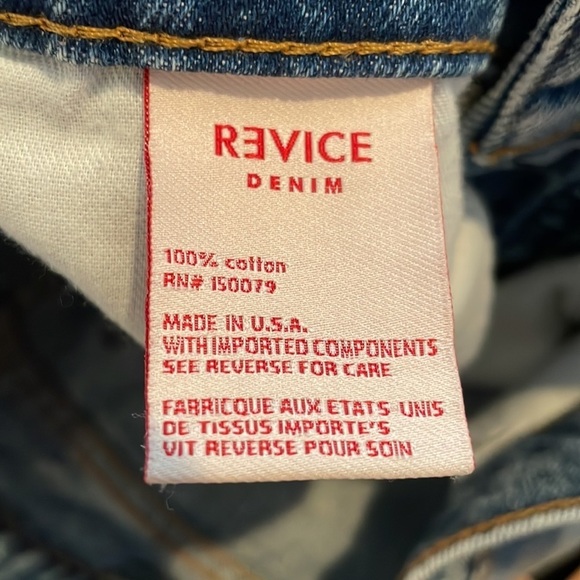 RƎVICE
DENIM
100% cotton
RN# 150079
MADE IN U.S.A.
WITH IMPORTED COMPONENTS
SEE REVERSE FOR CARE
FABRICQUE AUX ETATS UNIS
DE TISSUS IMPORTE'S
VIT REVERSE POUR SOIN